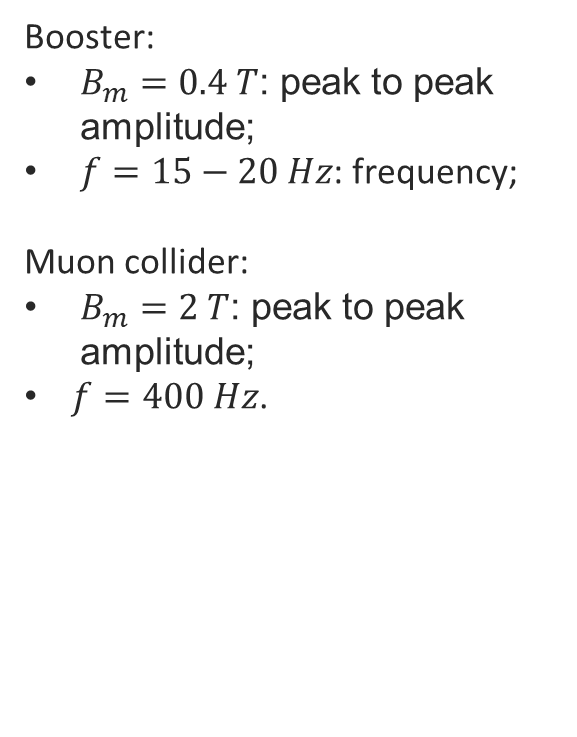 Booster:
• B_m = 0.4 T: peak to peak
amplitude;
• f = 15 − 20 Hz: frequency;
Muon collider:
• B_m = 2 T: peak to peak
amplitude;
• f = 400 Hz.